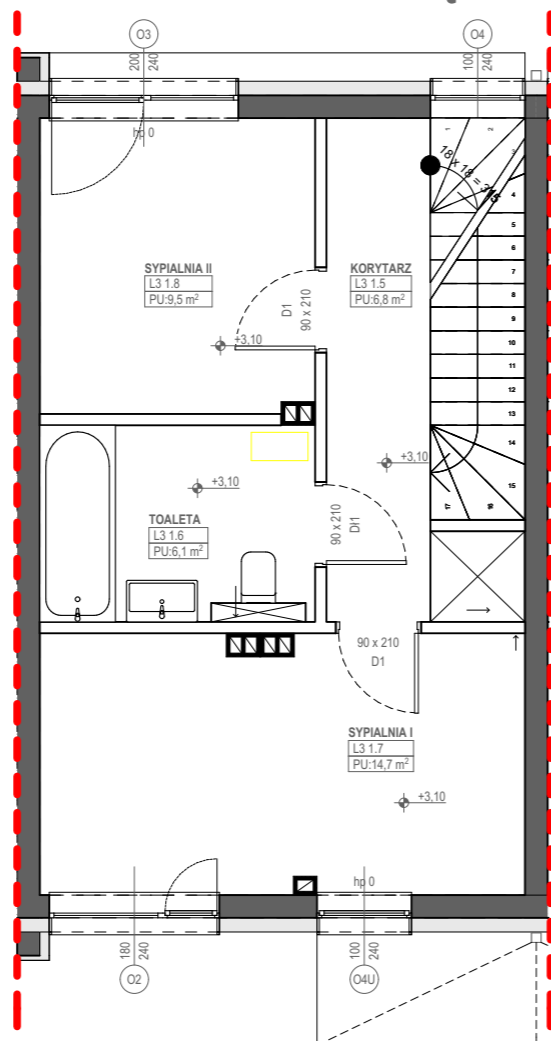 O3
O4
200
240
100
240
hp 0
1
2
3
18 x 18 = 315
4
5
6
7
8
9
10
11
12
13
14
15
16
17
SYPIALNIA II
L3 1.8
PU:9,5 m²
KORYTARZ
L3 1.5
PU:6,8 m²
D1
90 x 210
+3,10
+3,10
+3,10
TOALETA
L3 1.6
PU:6,1 m²
90 x 210
DI1
90 x 210
D1
SYPIALNIA I
L3 1.7
PU:14,7 m²
+3,10
hp 0
180
240
100
240
O2
O4U